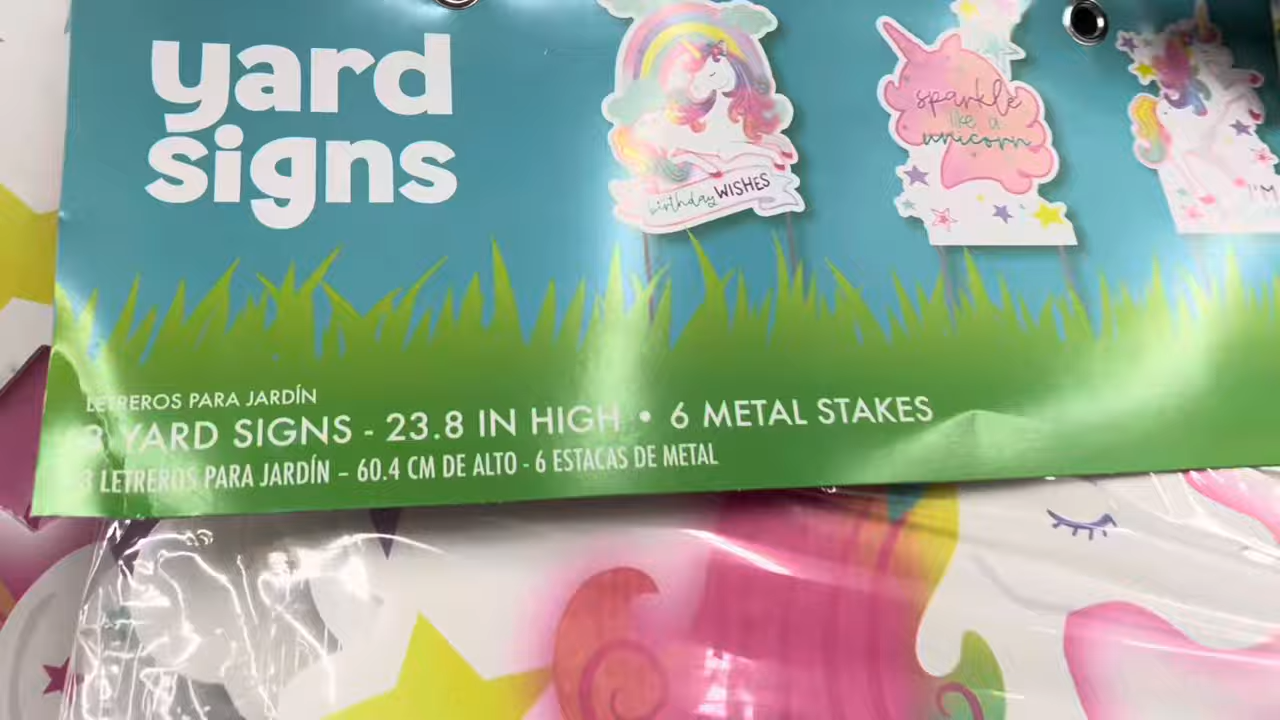 yard
signs
birthday WISHES
sparkle
like a
unicorn
I'M
LETREROS PARA JARDÍN
3 YARD SIGNS - 23.8 IN HIGH • 6 METAL STAKES
3 LETREROS PARA JARDÍN – 60.4 CM DE ALTO - 6 ESTACAS DE METAL